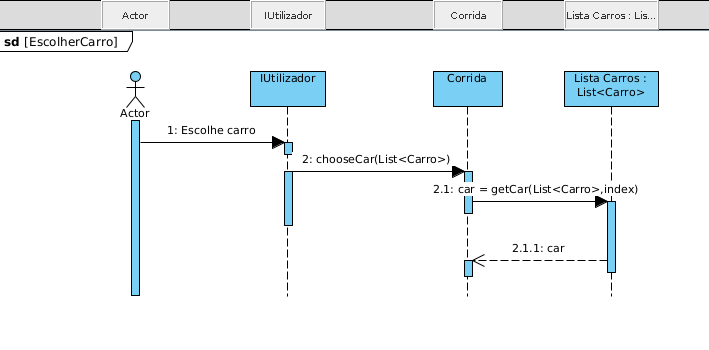 Actor IUtilizador Corrida Lista Carros : Lis...
sd [EscolherCarro]
IUtilizador Corrida Lista Carros :
List<Carro>
Actor
1: Escolhe carro
2: chooseCar(List<Carro>)
2.1: car = getCar(List<Carro>,index)
2.1.1: car